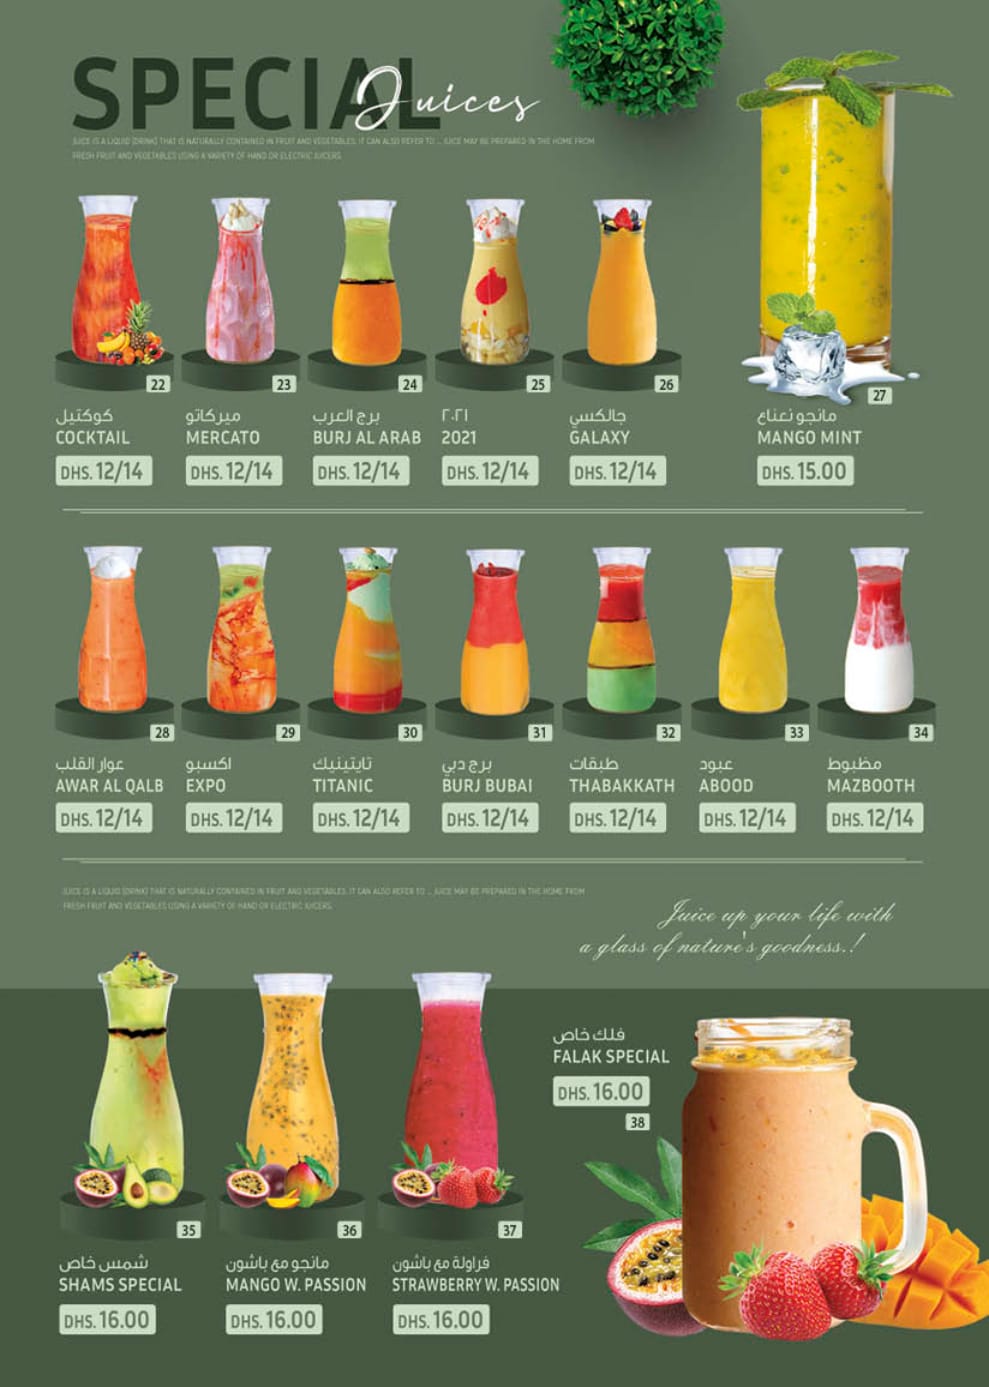 SPECIAL
Juices
JUICE IS A LIQUID (DRINK) THAT IS NATURALLY CONTAINED IN FRUIT AND VEGETABLES. IT CAN ALSO REFER TO ... JUICE MAY BE PREPARED IN THE HOME FROM
FRESH FRUIT AND VEGETABLES USING A VARIETY OF HAND OR ELECTRIC JUICERS.
22
كوكتيل
COCKTAIL
DHS. 12/14
23
ميركاتو
MERCATO
DHS. 12/14
24
برج العرب
BURJ AL ARAB
DHS. 12/14
25
٢٠٢١
2021
DHS. 12/14
26
جالكسي
GALAXY
DHS. 12/14
27
مانجو نعناع
MANGO MINT
DHS. 15.00
28
عوار القلب
AWAR AL QALB
DHS. 12/14
29
اكسبو
EXPO
DHS. 12/14
30
تايتينيك
TITANIC
DHS. 12/14
31
برج دبي
BURJ BUBAI
DHS. 12/14
32
طبقات
THABAKKATH
DHS. 12/14
33
عبود
ABOOD
DHS. 12/14
34
مظبوط
MAZBOOTH
DHS. 12/14
JUICE IS A LIQUID (DRINK) THAT IS NATURALLY CONTAINED IN FRUIT AND VEGETABLES. IT CAN ALSO REFER TO ... JUICE MAY BE PREPARED IN THE HOME FROM
FRESH FRUIT AND VEGETABLES USING A VARIETY OF HAND OR ELECTRIC JUICERS.
Juice up your life with
a glass of nature's goodness.!
35
شمس خاص
SHAMS SPECIAL
DHS. 16.00
36
مانجو مع باشون
MANGO W. PASSION
DHS. 16.00
37
فراولة مع باشون
STRAWBERRY W. PASSION
DHS. 16.00
فلك خاص
FALAK SPECIAL
DHS. 16.00
38